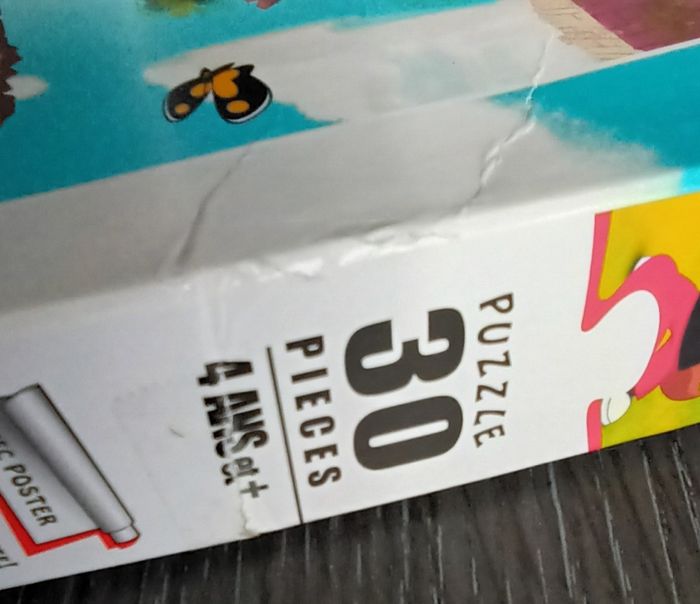 PUZZLE
30
PIECES
4 ANS et +
POSTER